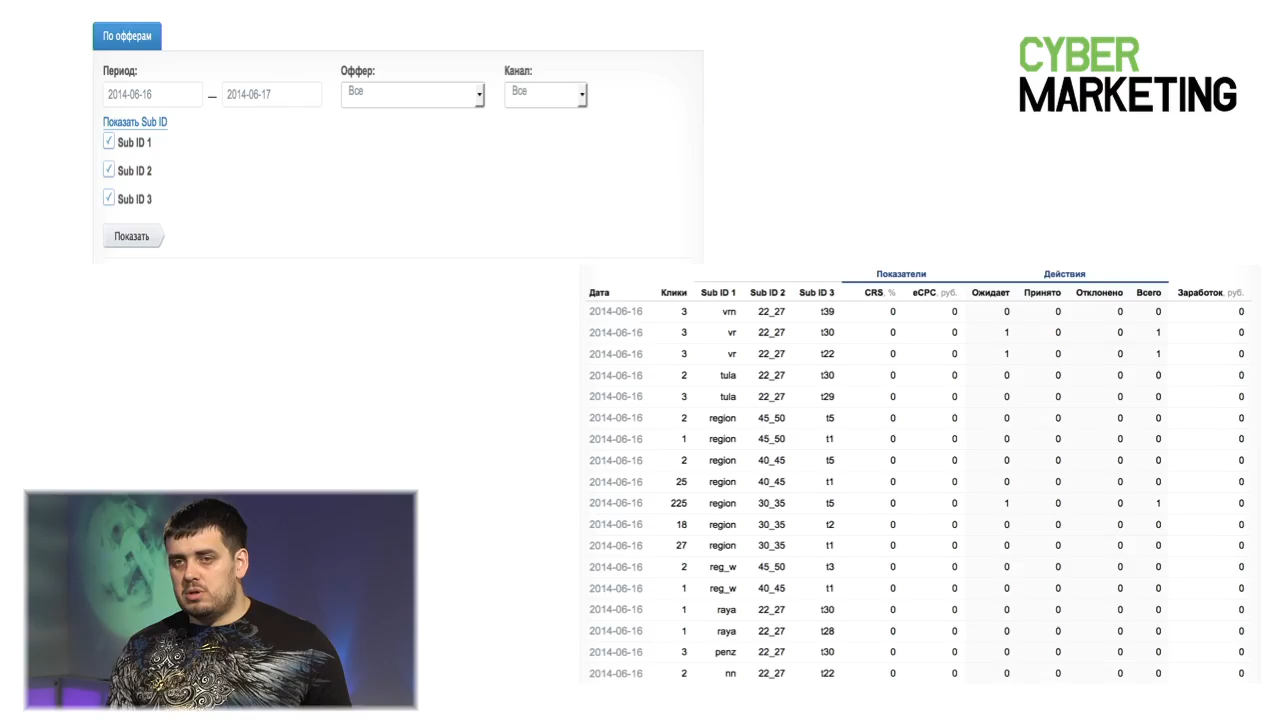 По офферам
CYBER
MARKETING
Период: Оффер: Канал:
2014-06-16 — 2014-06-17 Все Все
Показать Sub ID
Sub ID 1
Sub ID 2
Sub ID 3
Показать
Показатели Действия
Дата Клики Sub ID 1 Sub ID 2 Sub ID 3 CRS, % eCPC, руб. Ожидает Принято Отклонено Всего Заработок, руб.
2014-06-16 3 vrn 22_27 t39 0 0 0 0 0 0 0
2014-06-16 3 vr 22_27 t30 0 0 1 0 0 1 0
2014-06-16 3 vr 22_27 t22 0 0 1 0 0 1 0
2014-06-16 2 tula 22_27 t30 0 0 0 0 0 0 0
2014-06-16 3 tula 22_27 t29 0 0 0 0 0 0 0
2014-06-16 2 region 45_50 t5 0 0 0 0 0 0 0
2014-06-16 1 region 45_50 t1 0 0 0 0 0 0 0
2014-06-16 2 region 40_45 t5 0 0 0 0 0 0 0
2014-06-16 25 region 40_45 t1 0 0 0 0 0 0 0
2014-06-16 225 region 30_35 t5 0 0 1 0 0 1 0
2014-06-16 18 region 30_35 t2 0 0 0 0 0 0 0
2014-06-16 27 region 30_35 t1 0 0 0 0 0 0 0
2014-06-16 2 reg_w 45_50 t3 0 0 0 0 0 0 0
2014-06-16 1 reg_w 40_45 t1 0 0 0 0 0 0 0
2014-06-16 1 raya 22_27 t30 0 0 0 0 0 0 0
2014-06-16 1 raya 22_27 t28 0 0 0 0 0 0 0
2014-06-16 3 penz 22_27 t30 0 0 0 0 0 0 0
2014-06-16 2 nn 22_27 t22 0 0 0 0 0 0 0